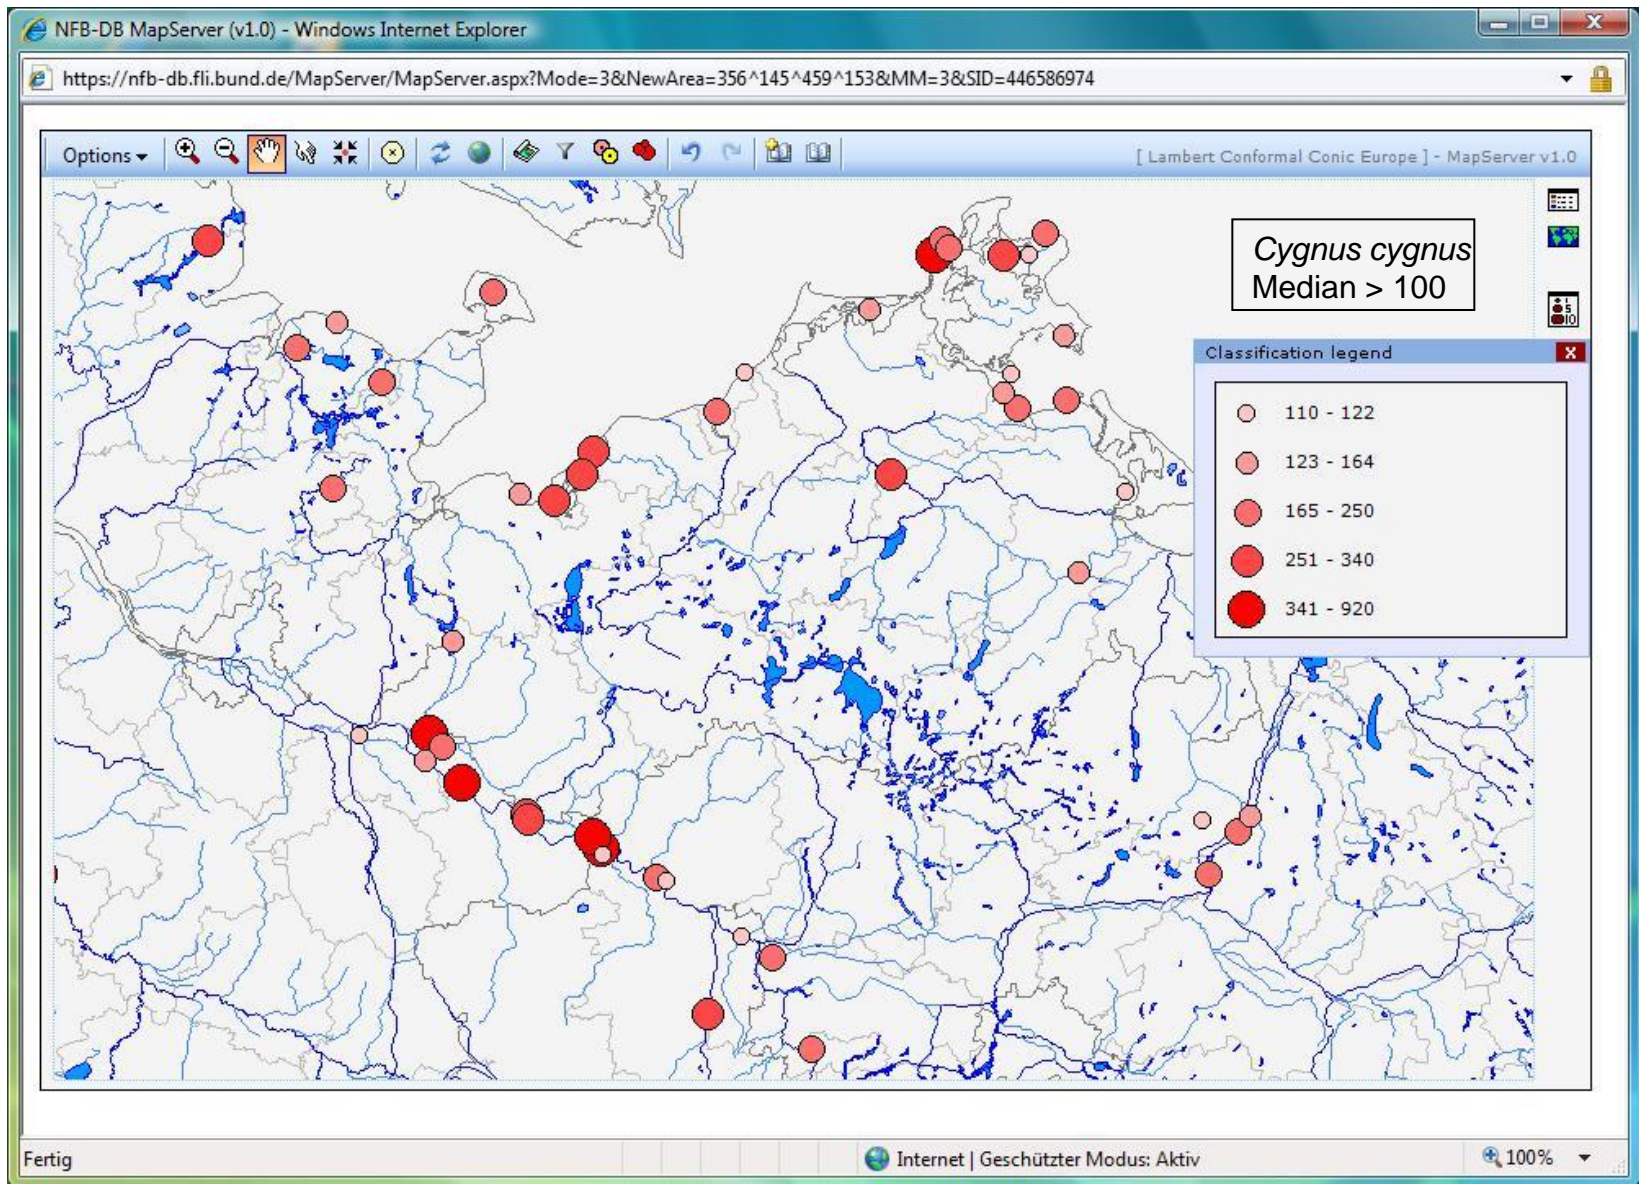 NFB-DB MapServer (v1.0) - Windows Internet Explorer
https://nfb-db.fli.bund.de/MapServer/MapServer.aspx?Mode=3&NewArea=356^145^459^153&MM=3&SID=446586974
Options [ Lambert Conformal Conic Europe ] - MapServer v1.0
Cygnus cygnus
Median > 100
Classification legend
110 - 122
123 - 164
165 - 250
251 - 340
341 - 920
Fertig Internet | Geschützter Modus: Aktiv 100%